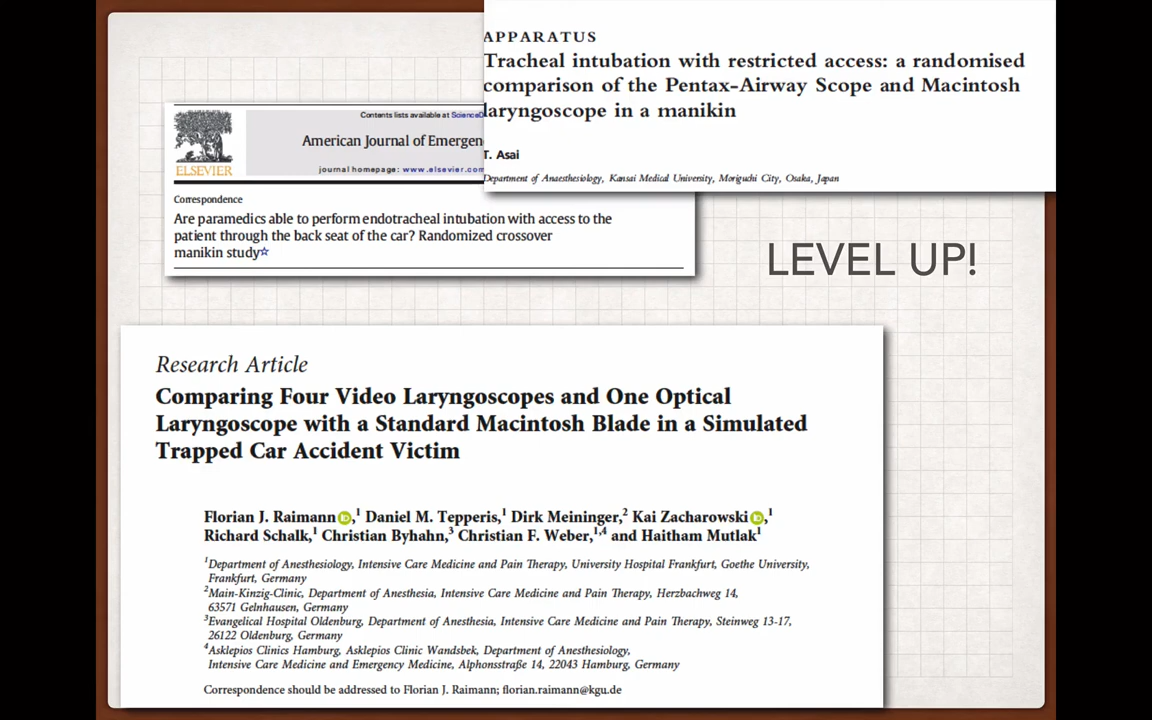 APPARATUS
Tracheal intubation with restricted access: a randomised
comparison of the Pentax-Airway Scope and Macintosh
laryngoscope in a manikin
T. Asai
Department of Anaesthesiology, Kansai Medical University, Moriguchi City, Osaka, Japan
Contents lists available at ScienceD
American Journal of Emergen
journal homepage: www.elsevier.com
ELSEVIER
Correspondence
Are paramedics able to perform endotracheal intubation with access to the
patient through the back seat of the car? Randomized crossover
manikin study☆
LEVEL UP!
Research Article
Comparing Four Video Laryngoscopes and One Optical
Laryngoscope with a Standard Macintosh Blade in a Simulated
Trapped Car Accident Victim
Florian J. Raimann,1 Daniel M. Tepperis,1 Dirk Meininger,2 Kai Zacharowski,1
Richard Schalk,1 Christian Byhahn,3 Christian F. Weber,1,4 and Haitham Mutlak1
1Department of Anesthesiology, Intensive Care Medicine and Pain Therapy, University Hospital Frankfurt, Goethe University,
Frankfurt, Germany
2Main-Kinzig-Clinic, Department of Anesthesia, Intensive Care Medicine and Pain Therapy, Herzbachweg 14,
63571 Gelnhausen, Germany
3Evangelical Hospital Oldenburg, Department of Anesthesia, Intensive Care Medicine and Pain Therapy, Steinweg 13-17,
26122 Oldenburg, Germany
4Asklepios Clinics Hamburg, Asklepios Clinic Wandsbek, Department of Anesthesiology,
Intensive Care Medicine and Emergency Medicine, Alphonsstraße 14, 22043 Hamburg, Germany
Correspondence should be addressed to Florian J. Raimann; florian.raimann@kgu.de